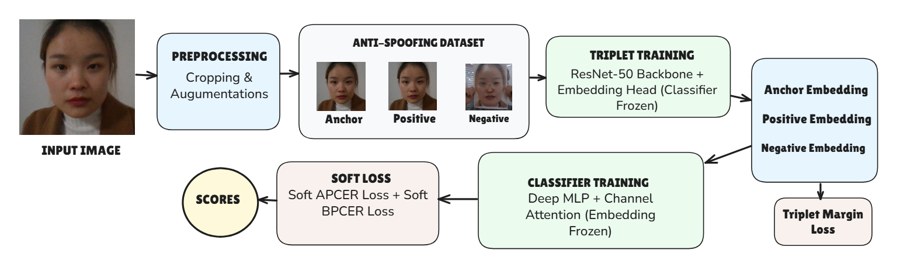 INPUT IMAGE
PREPROCESSING
Cropping &
Augumentations
ANTI-SPOOFING DATASET
Anchor
Positive
Negative
TRIPLET TRAINING
ResNet-50 Backbone +
Embedding Head (Classifier
Frozen)
Anchor Embedding
Positive Embedding
Negative Embedding
Triplet Margin
Loss
CLASSIFIER TRAINING
Deep MLP + Channel
Attention (Embedding
Frozen)
SOFT LOSS
Soft APCER Loss + Soft
BPCER Loss
SCORES